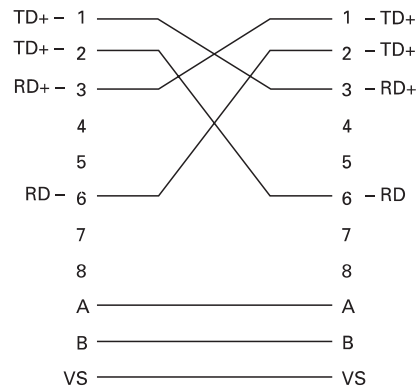 TD+ – 1 1 – TD+
TD+ – 2 2 – TD+
RD+ – 3 3 – RD+
4 4
5 5
RD – 6 6 – RD
7 7
8 8
A A
B B
VS VS